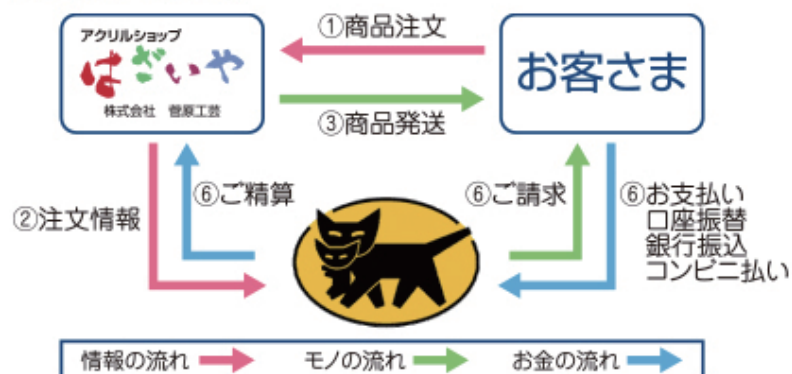 アクリルショップ
はざいや
株式会社 菅原工芸
①商品注文
お客さま
③商品発送
②注文情報
⑥ご精算
⑥ご請求
⑥お支払い
口座振替
銀行振込
コンビニ払い
情報の流れ
モノの流れ
お金の流れ